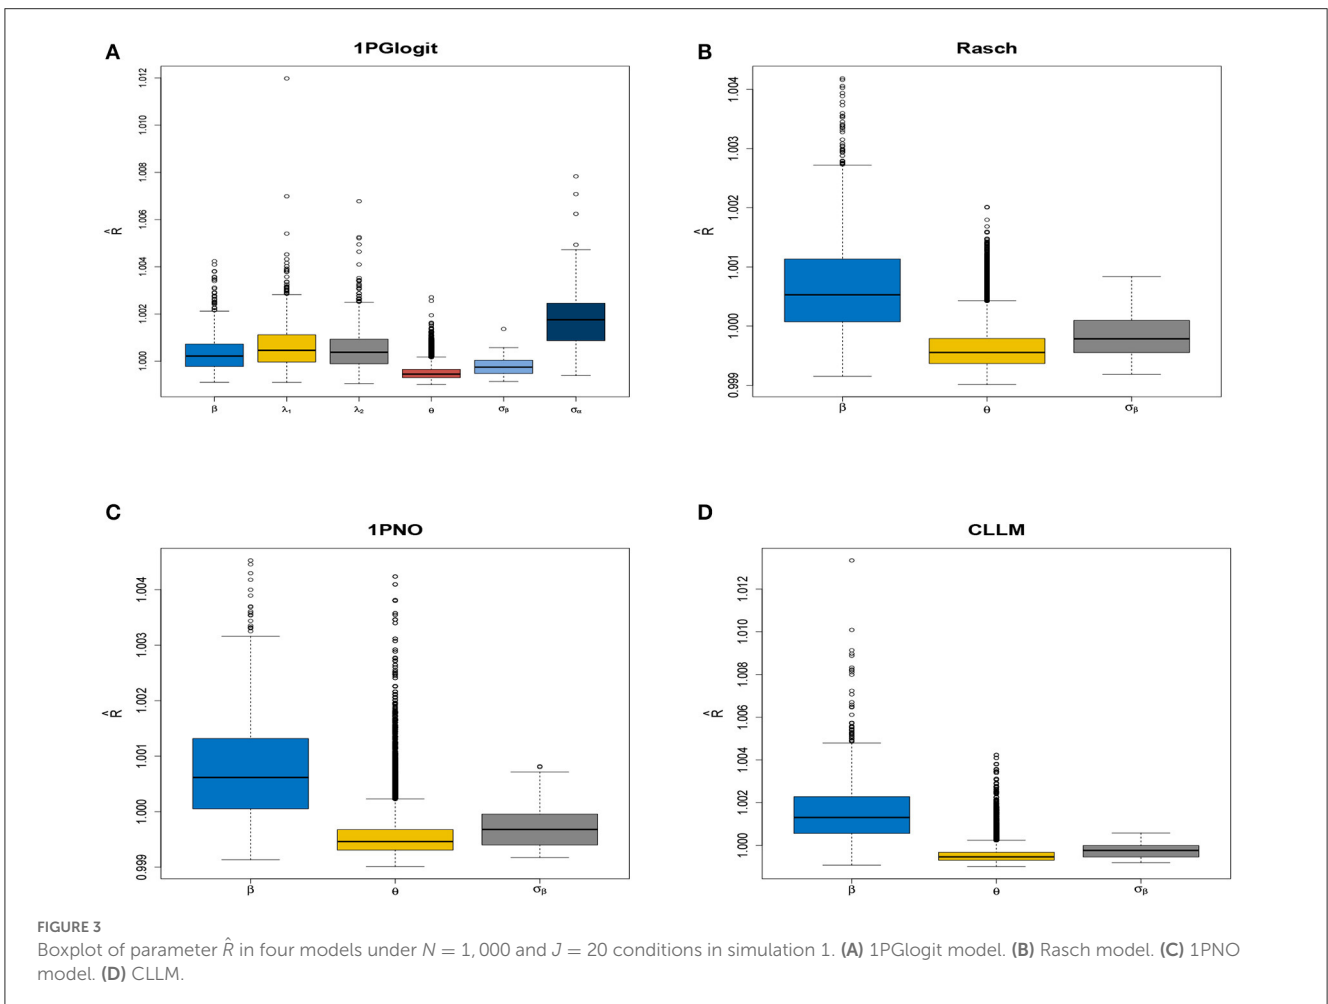 A
1PGlogit
1.012
1.010
1.008
1.006
1.004
1.002
1.000
R̂
β λ₁ λ₂ θ σβ σα
B
Rasch
1.004
1.003
1.002
1.001
1.000
0.999
β θ σβ
C
1PNO
1.004
1.003
1.002
1.001
1.000
0.999
R̂
β θ σβ
D
CLLM
1.012
1.010
1.008
1.006
1.004
1.002
1.000
R̂
β θ σβ
FIGURE 3
Boxplot of parameter R̂ in four models under N = 1,000 and J = 20 conditions in simulation 1. (A) 1PGlogit model. (B) Rasch model. (C) 1PNO
model. (D) CLLM.